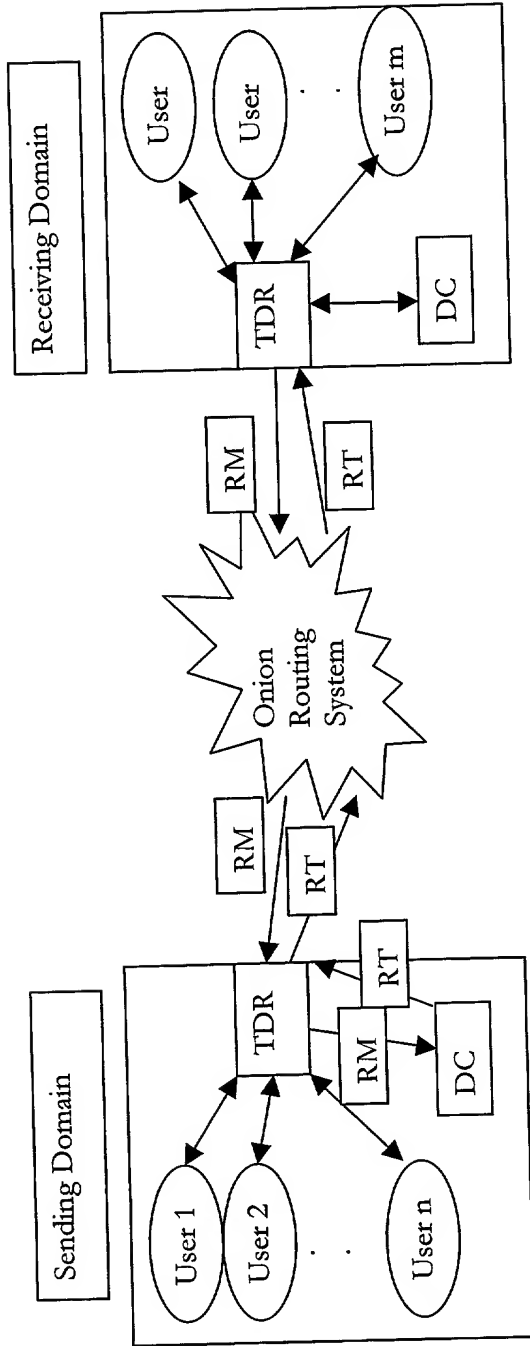 Sending Domain
User 1
User 2
. .
User n
TDR
RM
RT
DC
RM
RT
Onion
Routing
System
RM
RT
Receiving Domain
TDR
DC
User
User
. .
User m